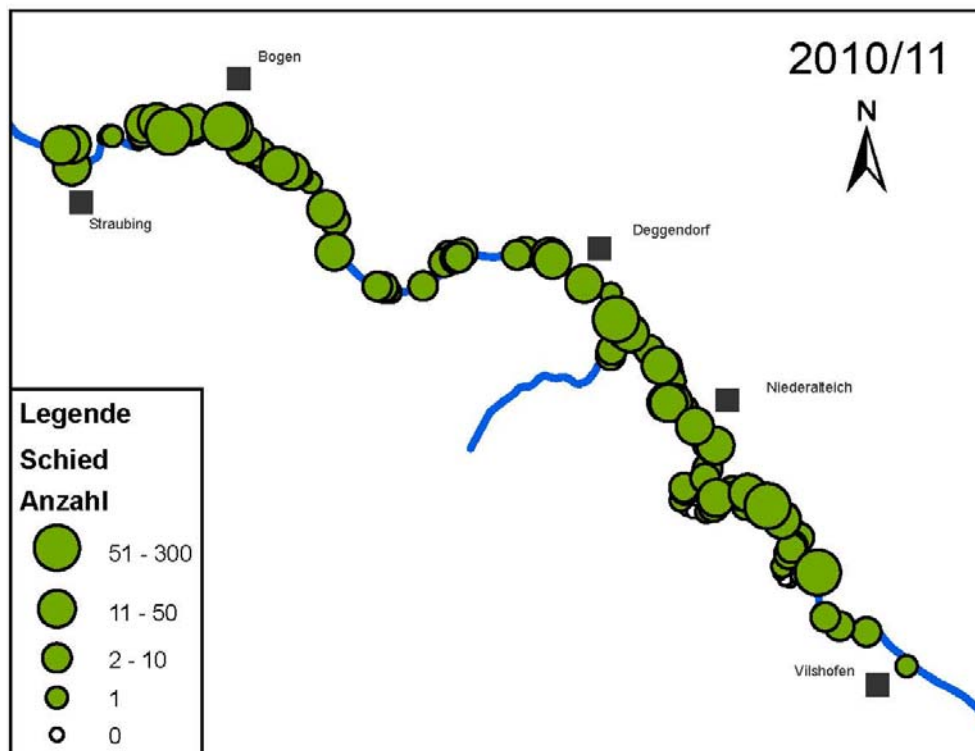 2010/11
N
Bogen
Straubing
Deggendorf
Niederalteich
Vilshofen
Legende
Schied
Anzahl
51 - 300
11 - 50
2 - 10
1
0